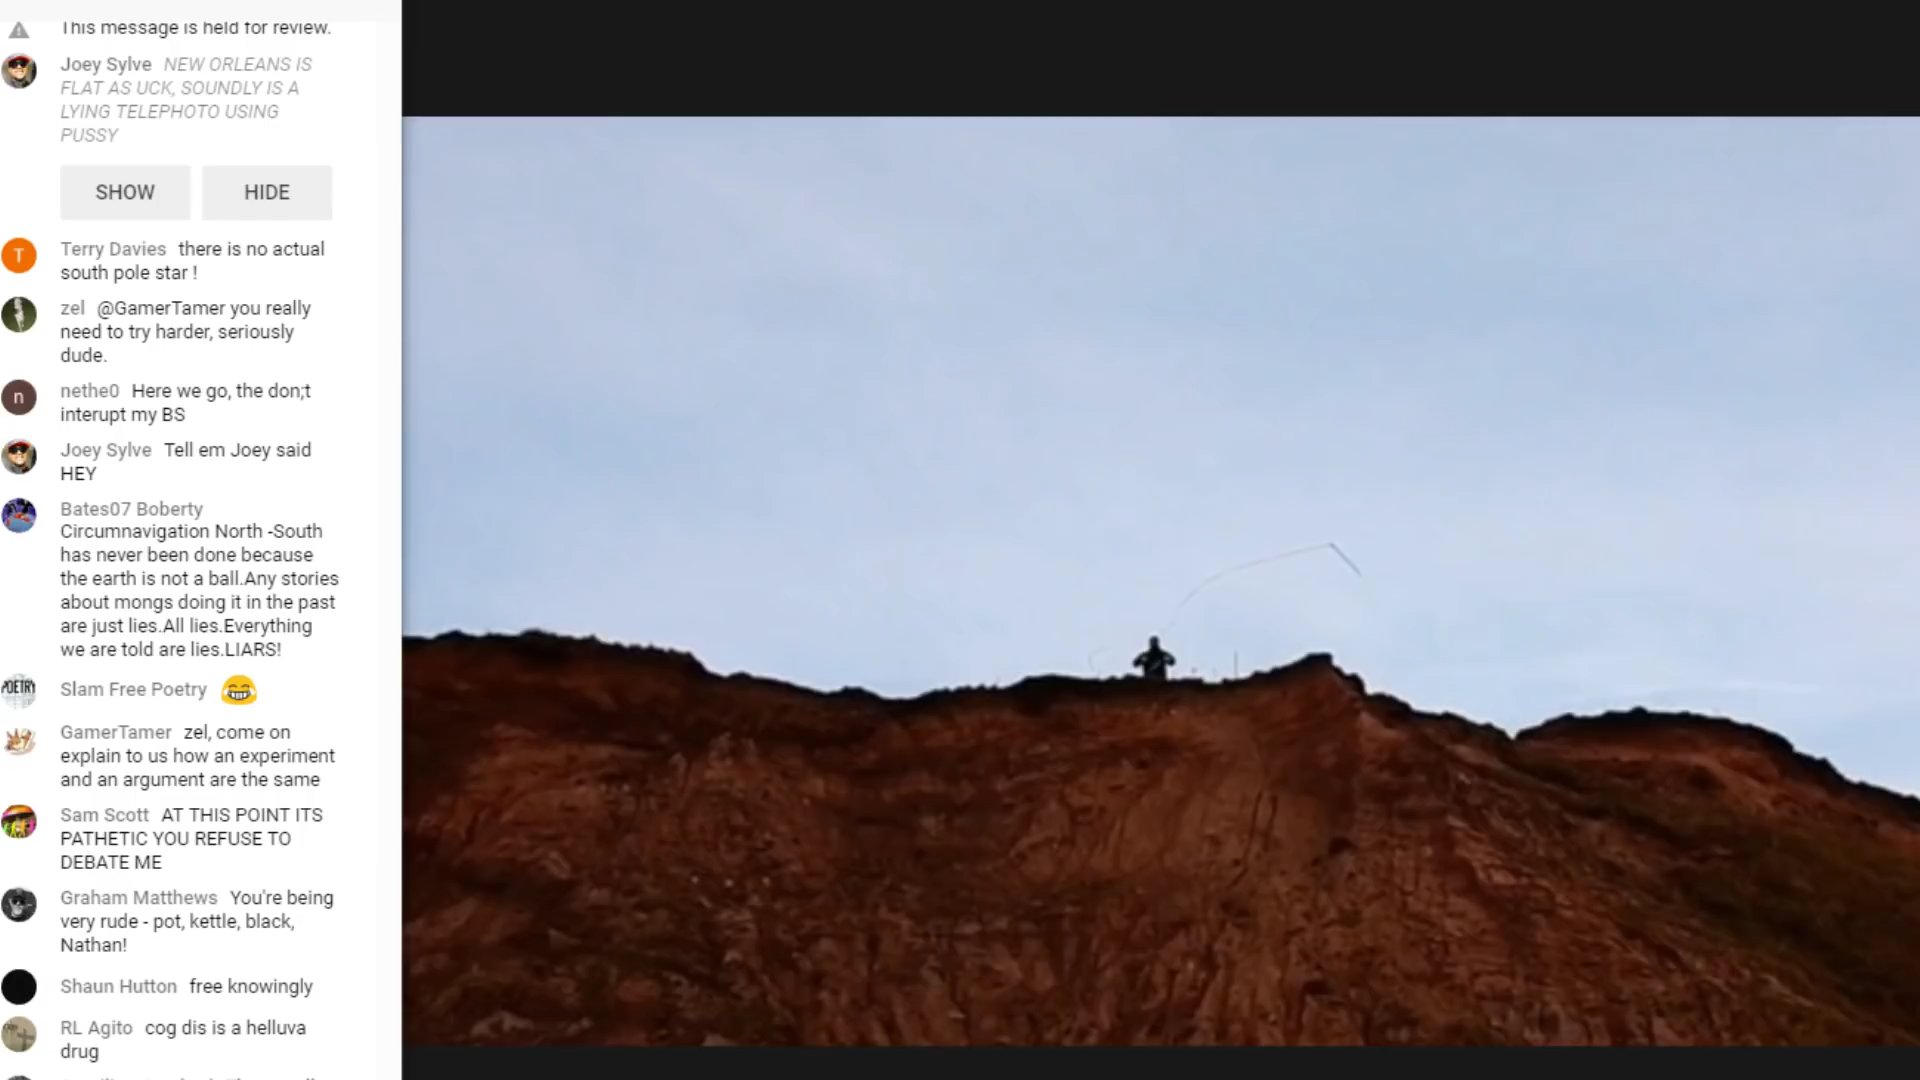 This message is held for review.
Joey Sylve NEW ORLEANS IS
FLAT AS UCK, SOUNDLY IS A
LYING TELEPHOTO USING
PUSSY
SHOW HIDE
T
Terry Davies there is no actual
south pole star !
zel @GamerTamer you really
need to try harder, seriously
dude.
n
nethe0 Here we go, the don;t
interupt my BS
Joey Sylve Tell em Joey said
HEY
Bates07 Boberty
Circumnavigation North -South
has never been done because
the earth is not a ball.Any stories
about mongs doing it in the past
are just lies.All lies.Everything
we are told are lies.LIARS!
POETRY
Slam Free Poetry
GamerTamer zel, come on
explain to us how an experiment
and an argument are the same
Sam Scott AT THIS POINT ITS
PATHETIC YOU REFUSE TO
DEBATE ME
Graham Matthews You're being
very rude - pot, kettle, black,
Nathan!
Shaun Hutton free knowingly
RL Agito cog dis is a helluva
drug